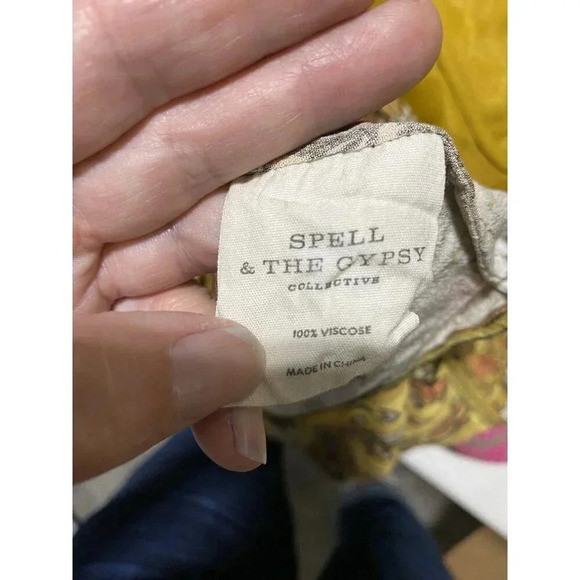 SPELL
& THE GYPSY
COLLECTIVE
100% VISCOSE
MADE IN CHINA